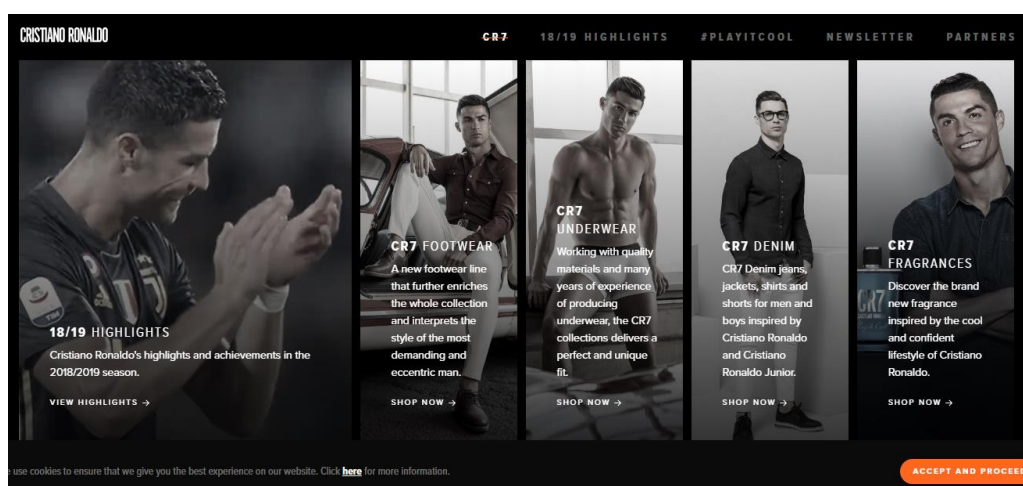 CRISTIANO RONALDO
CR7
18/19 HIGHLIGHTS
#PLAYITCOOL
NEWSLETTER
PARTNERS
18/19 HIGHLIGHTS
Cristiano Ronaldo's highlights and achievements in the
2018/2019 season.
VIEW HIGHLIGHTS →
CR7 FOOTWEAR
A new footwear line
that further enriches
the whole collection
and interprets the
style of the most
demanding and
eccentric man.
SHOP NOW →
CR7
UNDERWEAR
Working with quality
materials and many
years of experience
of producing
underwear, the CR7
collections delivers a
perfect and unique
fit.
SHOP NOW →
CR7 DENIM
CR7 Denim jeans,
jackets, shirts and
shorts for men and
boys inspired by
Cristiano Ronaldo
and Cristiano
Ronaldo Junior.
SHOP NOW →
CR7
FRAGRANCES
Discover the brand
new fragrance
inspired by the cool
and confident
lifestyle of Cristiano
Ronaldo.
SHOP NOW →
CR7
use cookies to ensure that we give you the best experience on our website. Click here for more information.
ACCEPT AND PROCEED